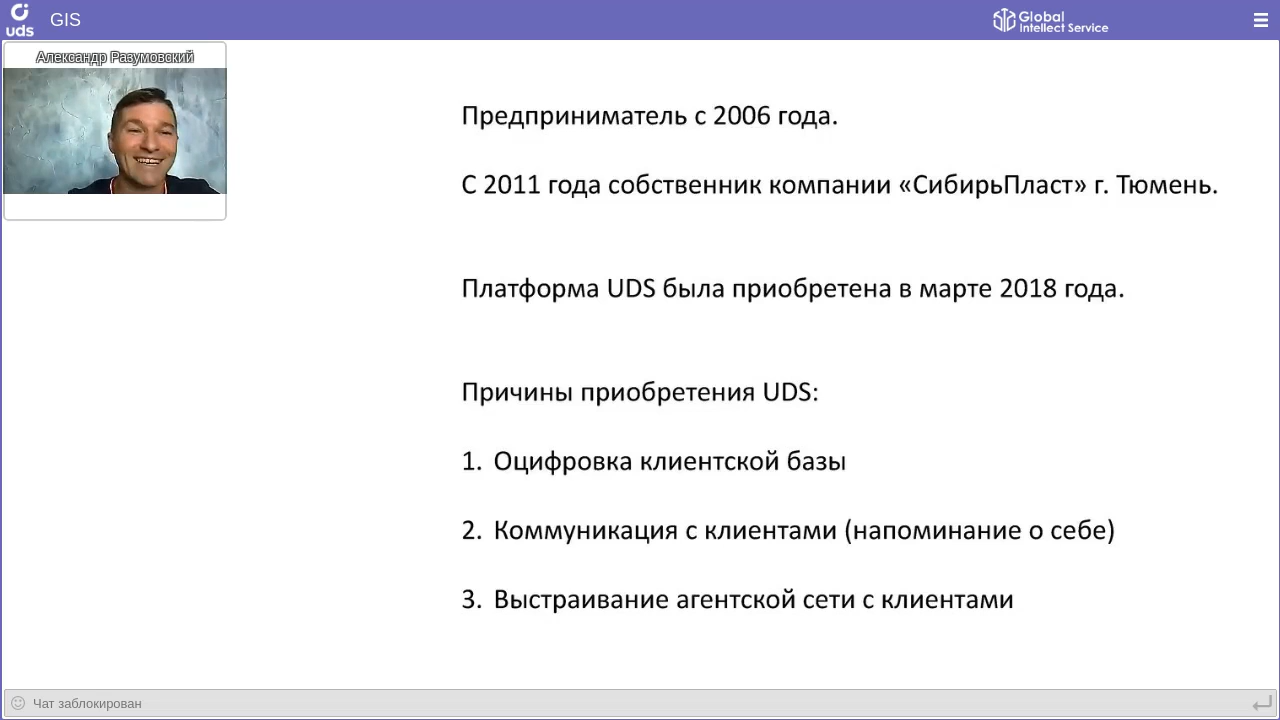 uds
GIS
Global
Intellect Service
Александр Разумовский
Предприниматель с 2006 года.
С 2011 года собственник компании «СибирьПласт» г. Тюмень.
Платформа UDS была приобретена в марте 2018 года.
Причины приобретения UDS:
1. Оцифровка клиентской базы
2. Коммуникация с клиентами (напоминание о себе)
3. Выстраивание агентской сети с клиентами
Чат заблокирован